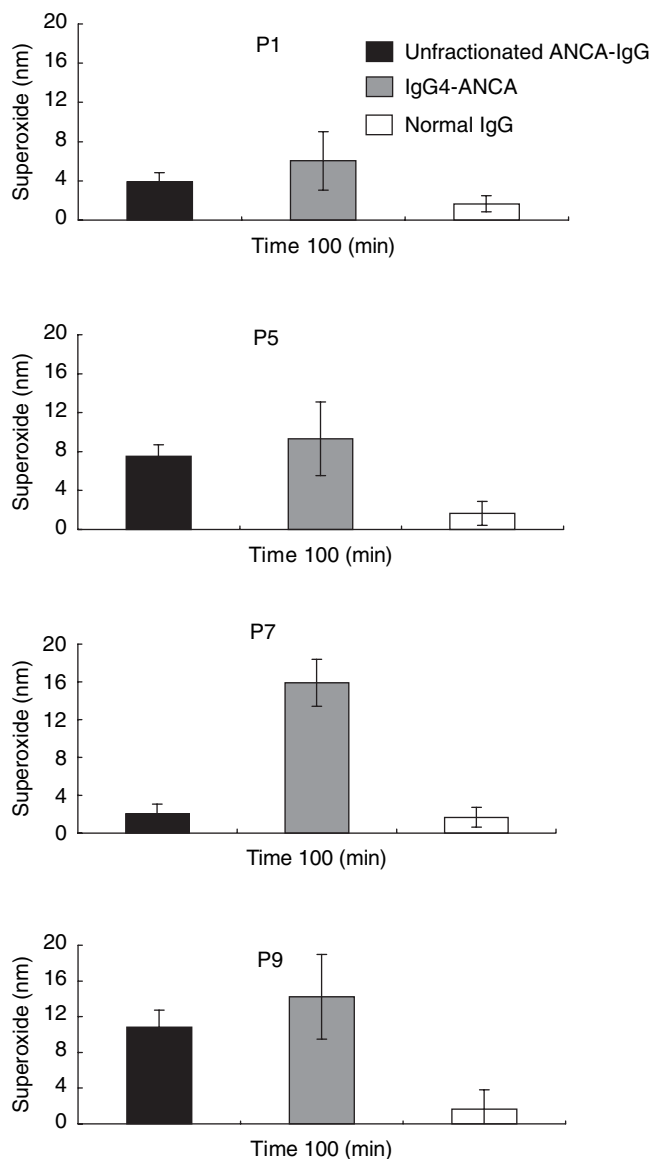 20
P1
Unfractionated ANCA-IgG
16
IgG4-ANCA
12
Normal IgG
8
4
0
Superoxide (nm)
Time 100 (min)
20
P5
16
12
8
4
0
Superoxide (nm)
Time 100 (min)
P7
20
16
12
8
4
0
Superoxide (nm)
Time 100 (min)
20
P9
16
12
8
4
0
Superoxide (nm)
Time 100 (min)